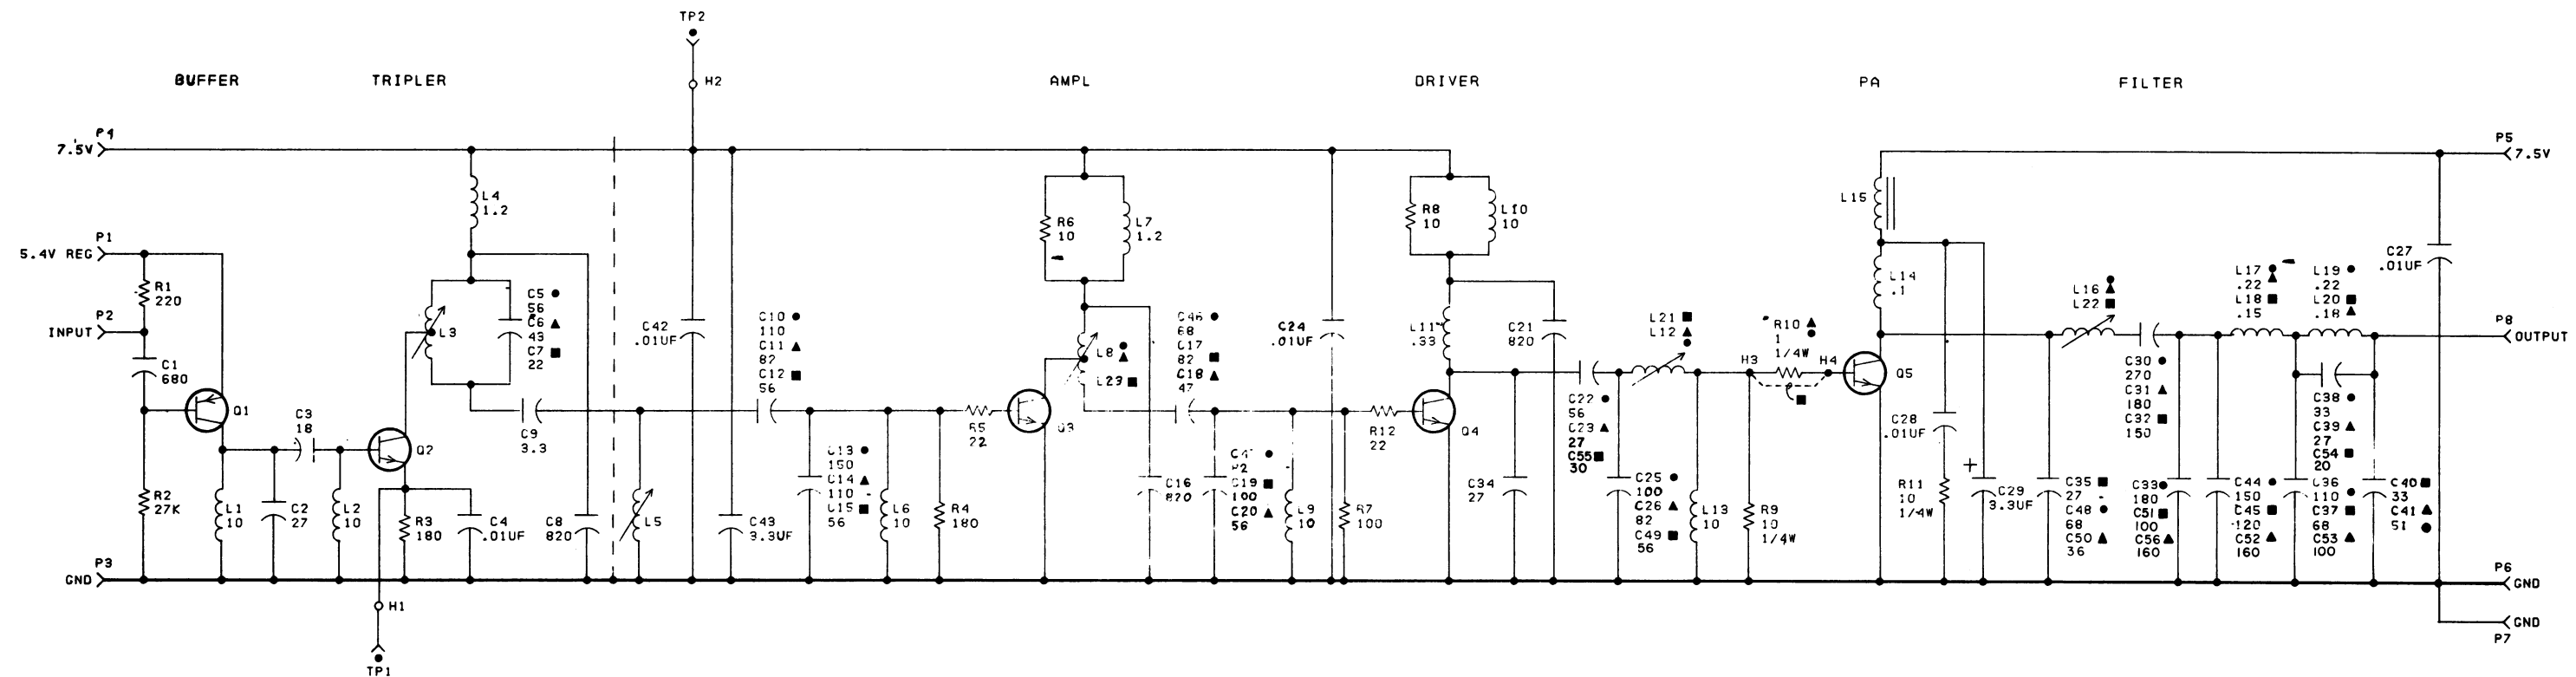 TP2
H2
BUFFER
TRIPLER
AMPL
DRIVER
PA
FILTER
P4
7.5V
P1
5.4V REG
P2
INPUT
P3
GND
R1
220
C1
680
Q1
R2
27K
L1
10
C2
27
C3
18
L2
10
Q2
R3
180
C4
.01UF
H1
TP1
L4
1.2
L3
C5 ●
56
C6 ▲
43
C7 ■
22
C9
3.3
C8
820
L5
C42
.01UF
C43
3.3UF
C10 ●
110
C11 ▲
82
C12 ■
56
C13 ●
150
C14 ▲
110
C15 ■
56
L6
10
R4
180
R5
22
Q3
R6
10
L7
1.2
L8 ●
▲
L23 ■
C16
820
C46 ●
68
C17
82 ■
C18 ▲
47
C19 ■
100
C20 ▲
56
L9
10
R7
100
C24
.01UF
R12
22
Q4
R8
10
L10
10
L11
.33
C21
820
C34
27
C22 ●
56
C23 ▲
27
C55 ■
30
C25 ●
100
C26 ▲
82
C49 ■
56
L21 ■
L12 ▲
●
L13
10
R9
10
1/4W
H3
R10 ▲
1 ●
1/4W
H4
■
Q5
L15
L14
.1
C28
.01UF
R11
10
1/4W
+
C29
3.3UF
C35 ■
27
C48 ●
68
C50 ▲
36
●
L16 ▲
L22 ■
C30 ●
270
C31 ▲
180
C32 ■
150
C33 ●
180
C51 ■
100
C56 ▲
160
C44 ●
150
C45 ■
120
C52 ▲
160
L17 ●
.22 ▲
L18 ■
.15
L19 ●
.22
L20 ■
.18 ▲
C38 ●
33
C39 ▲
27
C54 ■
20
C36 ●
110
C37 ■
68
C53 ▲
100
C40 ■
33
C41 ▲
51 ●
C27
.01UF
P5
7.5V
P8
OUTPUT
P6
GND
GND
P7